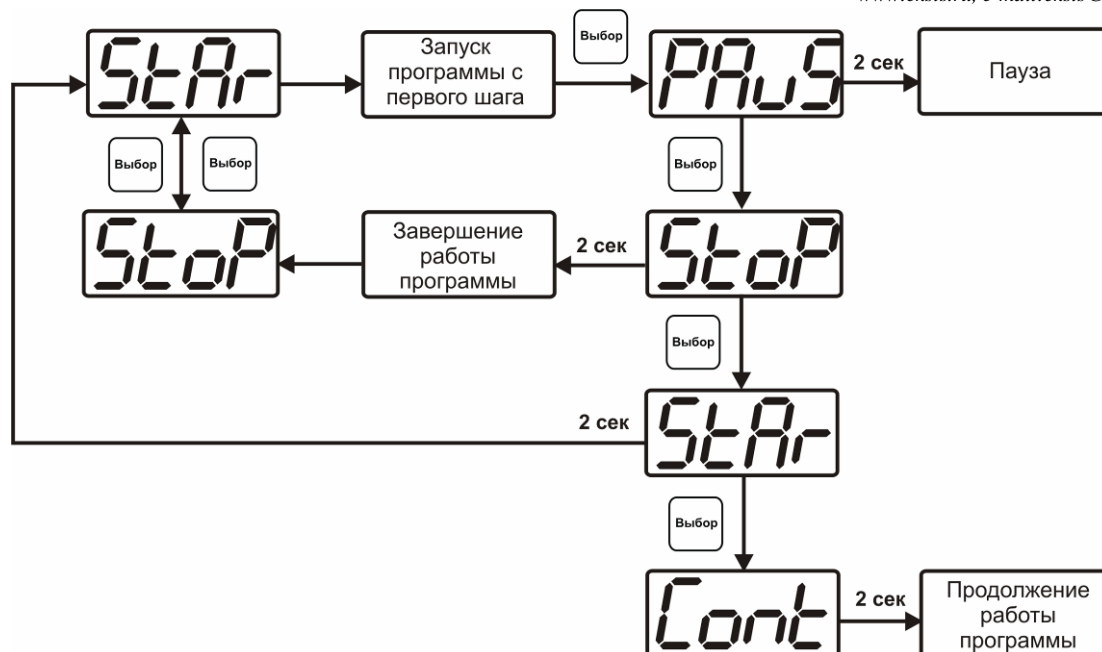 StAr
Запуск
программы с
первого шага
Выбор
PAuS
2 сек
Пауза
Выбор
Выбор
Выбор
StoP
Завершение
работы
программы
2 сек
StoP
Выбор
2 сек
StAr
Выбор
Cont
2 сек
Продолжение
работы
программы